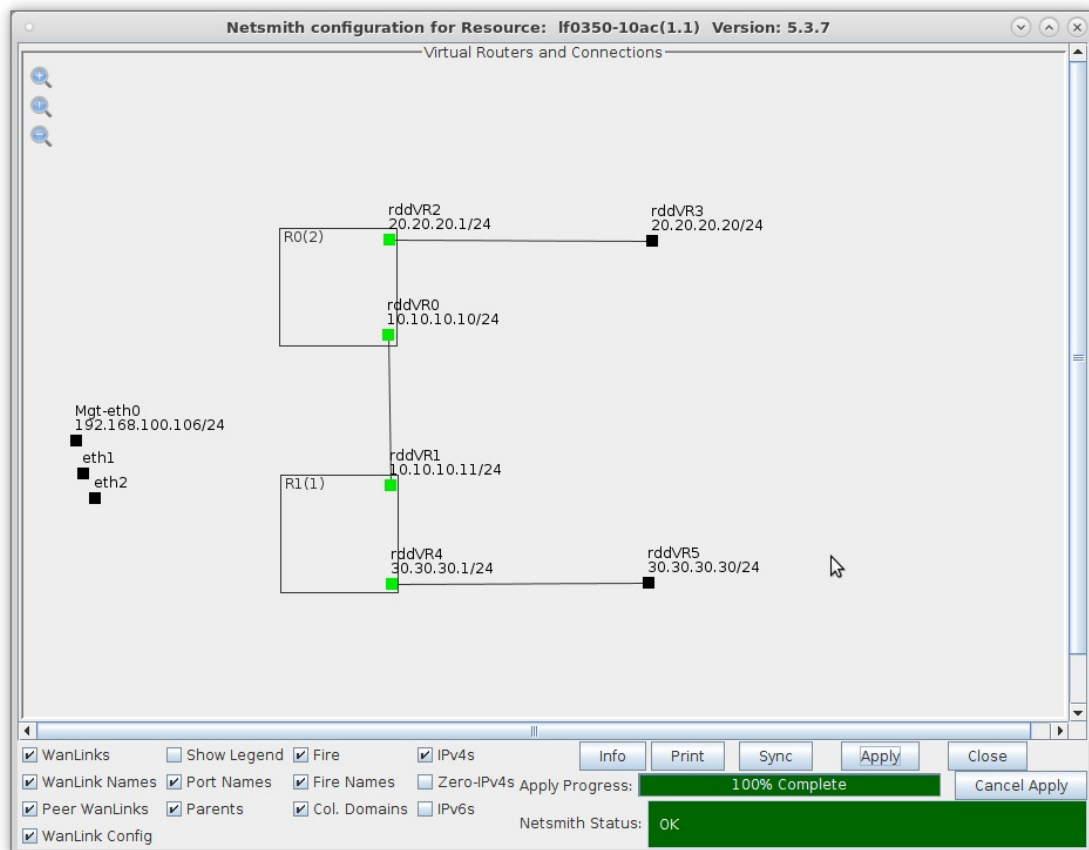 Netsmith configuration for Resource:  lf0350-10ac(1.1)  Version: 5.3.7
Virtual Routers and Connections
rddVR2
20.20.20.1/24
rddVR3
20.20.20.20/24
R0(2)
rddVR0
10.10.10.10/24
Mgt-eth0
192.168.100.106/24
eth1
eth2
rddVR1
10.10.10.11/24
R1(1)
rddVR4
30.30.30.1/24
rddVR5
30.30.30.30/24
WanLinks Show Legend Fire IPv4s Info Print Sync Apply Close
WanLink Names Port Names Fire Names Zero-IPv4s Apply Progress: 100% Complete Cancel Apply
Peer WanLinks Parents Col. Domains IPv6s
Netsmith Status: OK
WanLink Config